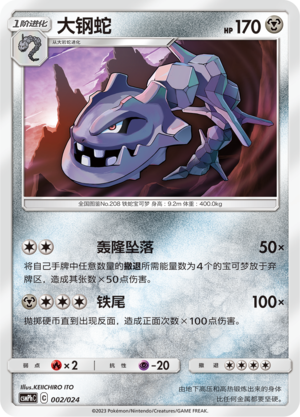 1阶进化
大钢蛇
HP 170
从大岩蛇进化
全国图鉴No.208 铁蛇宝可梦 身高:9.2m 体重:400.0kg
轰隆坠落 50×
将自己手牌中任意数量的撤退所需能量数为4个的宝可梦放于弃
牌区,造成其张数×50点伤害。
铁尾 100×
抛掷硬币直到出现反面,造成正面次数×100点伤害。
弱点 ×2 抗性 -20 撤退
Illus.KEIICHIRO ITO
C 002/024
由地下高压和高热锻炼出来的身体
比任何金属都要坚硬。
©2023 Pokémon/Nintendo/Creatures/GAME FREAK.